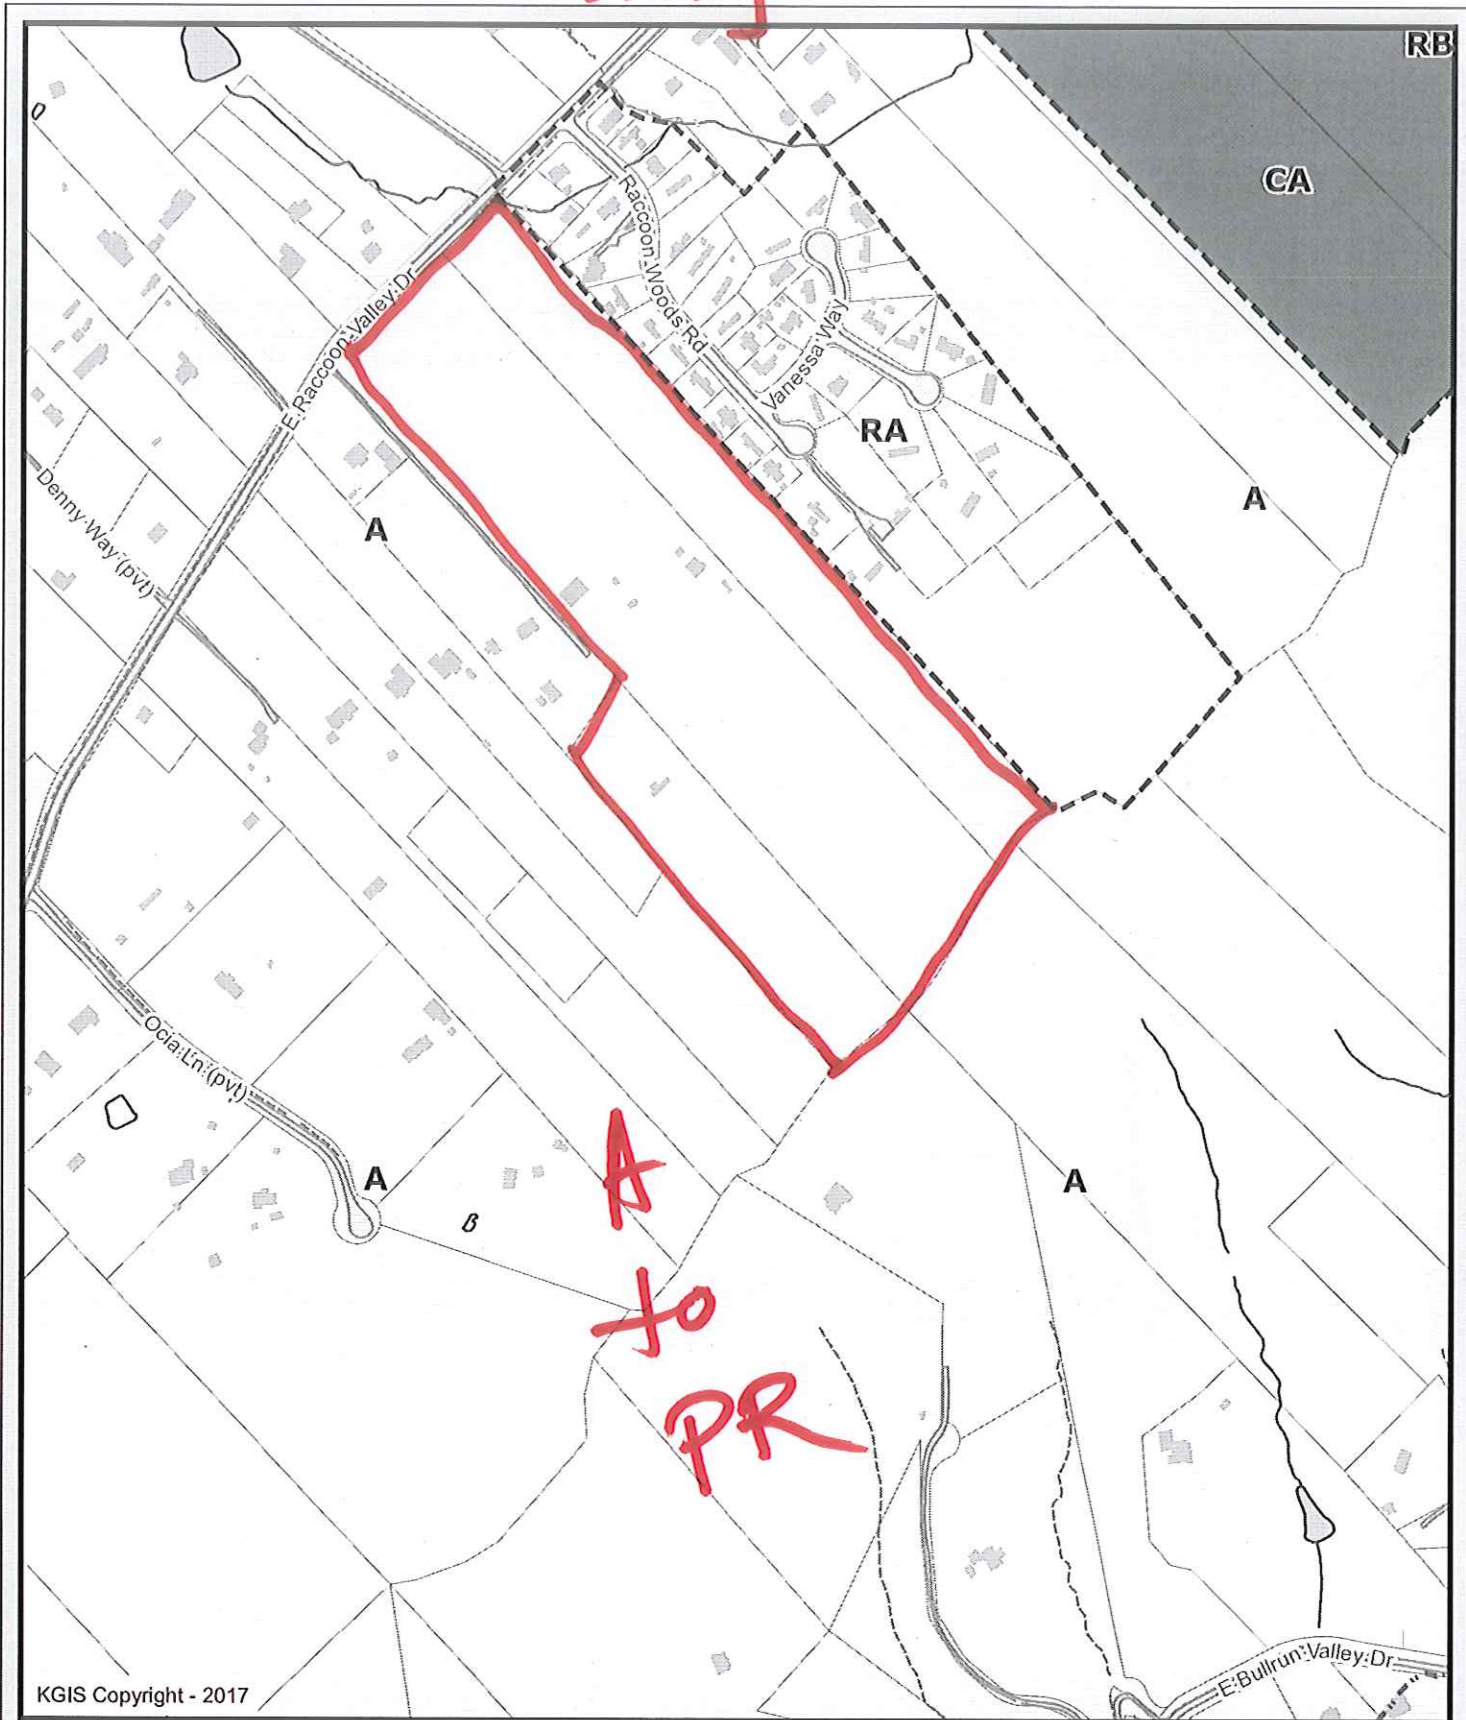 RB
CA
Raccoon Woods Rd
E Raccoon Valley Dr
Vanessa Way
RA
A
A
Denny Way (pvt)
Ocia Ln (pvt)
A
A
A
to
PR
E Bullrun Valley Dr
KGIS Copyright - 2017